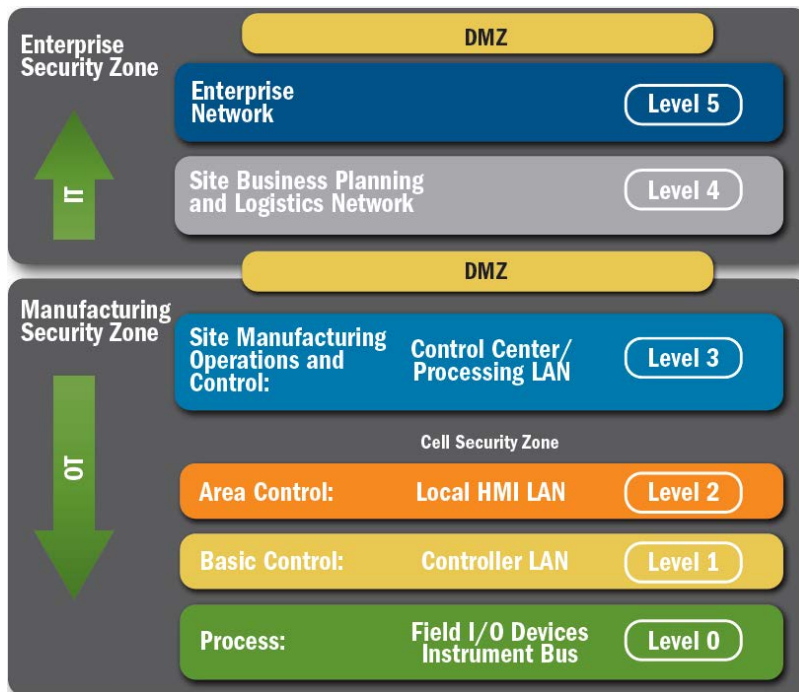 Enterprise
Security Zone
DMZ
Enterprise
Network
Level 5
IT
Site Business Planning
and Logistics Network
Level 4
DMZ
Manufacturing
Security Zone
Site Manufacturing
Operations and
Control:
Control Center/
Processing LAN
Level 3
OT
Cell Security Zone
Area Control:
Local HMI LAN
Level 2
Basic Control:
Controller LAN
Level 1
Process:
Field I/O Devices
Instrument Bus
Level 0